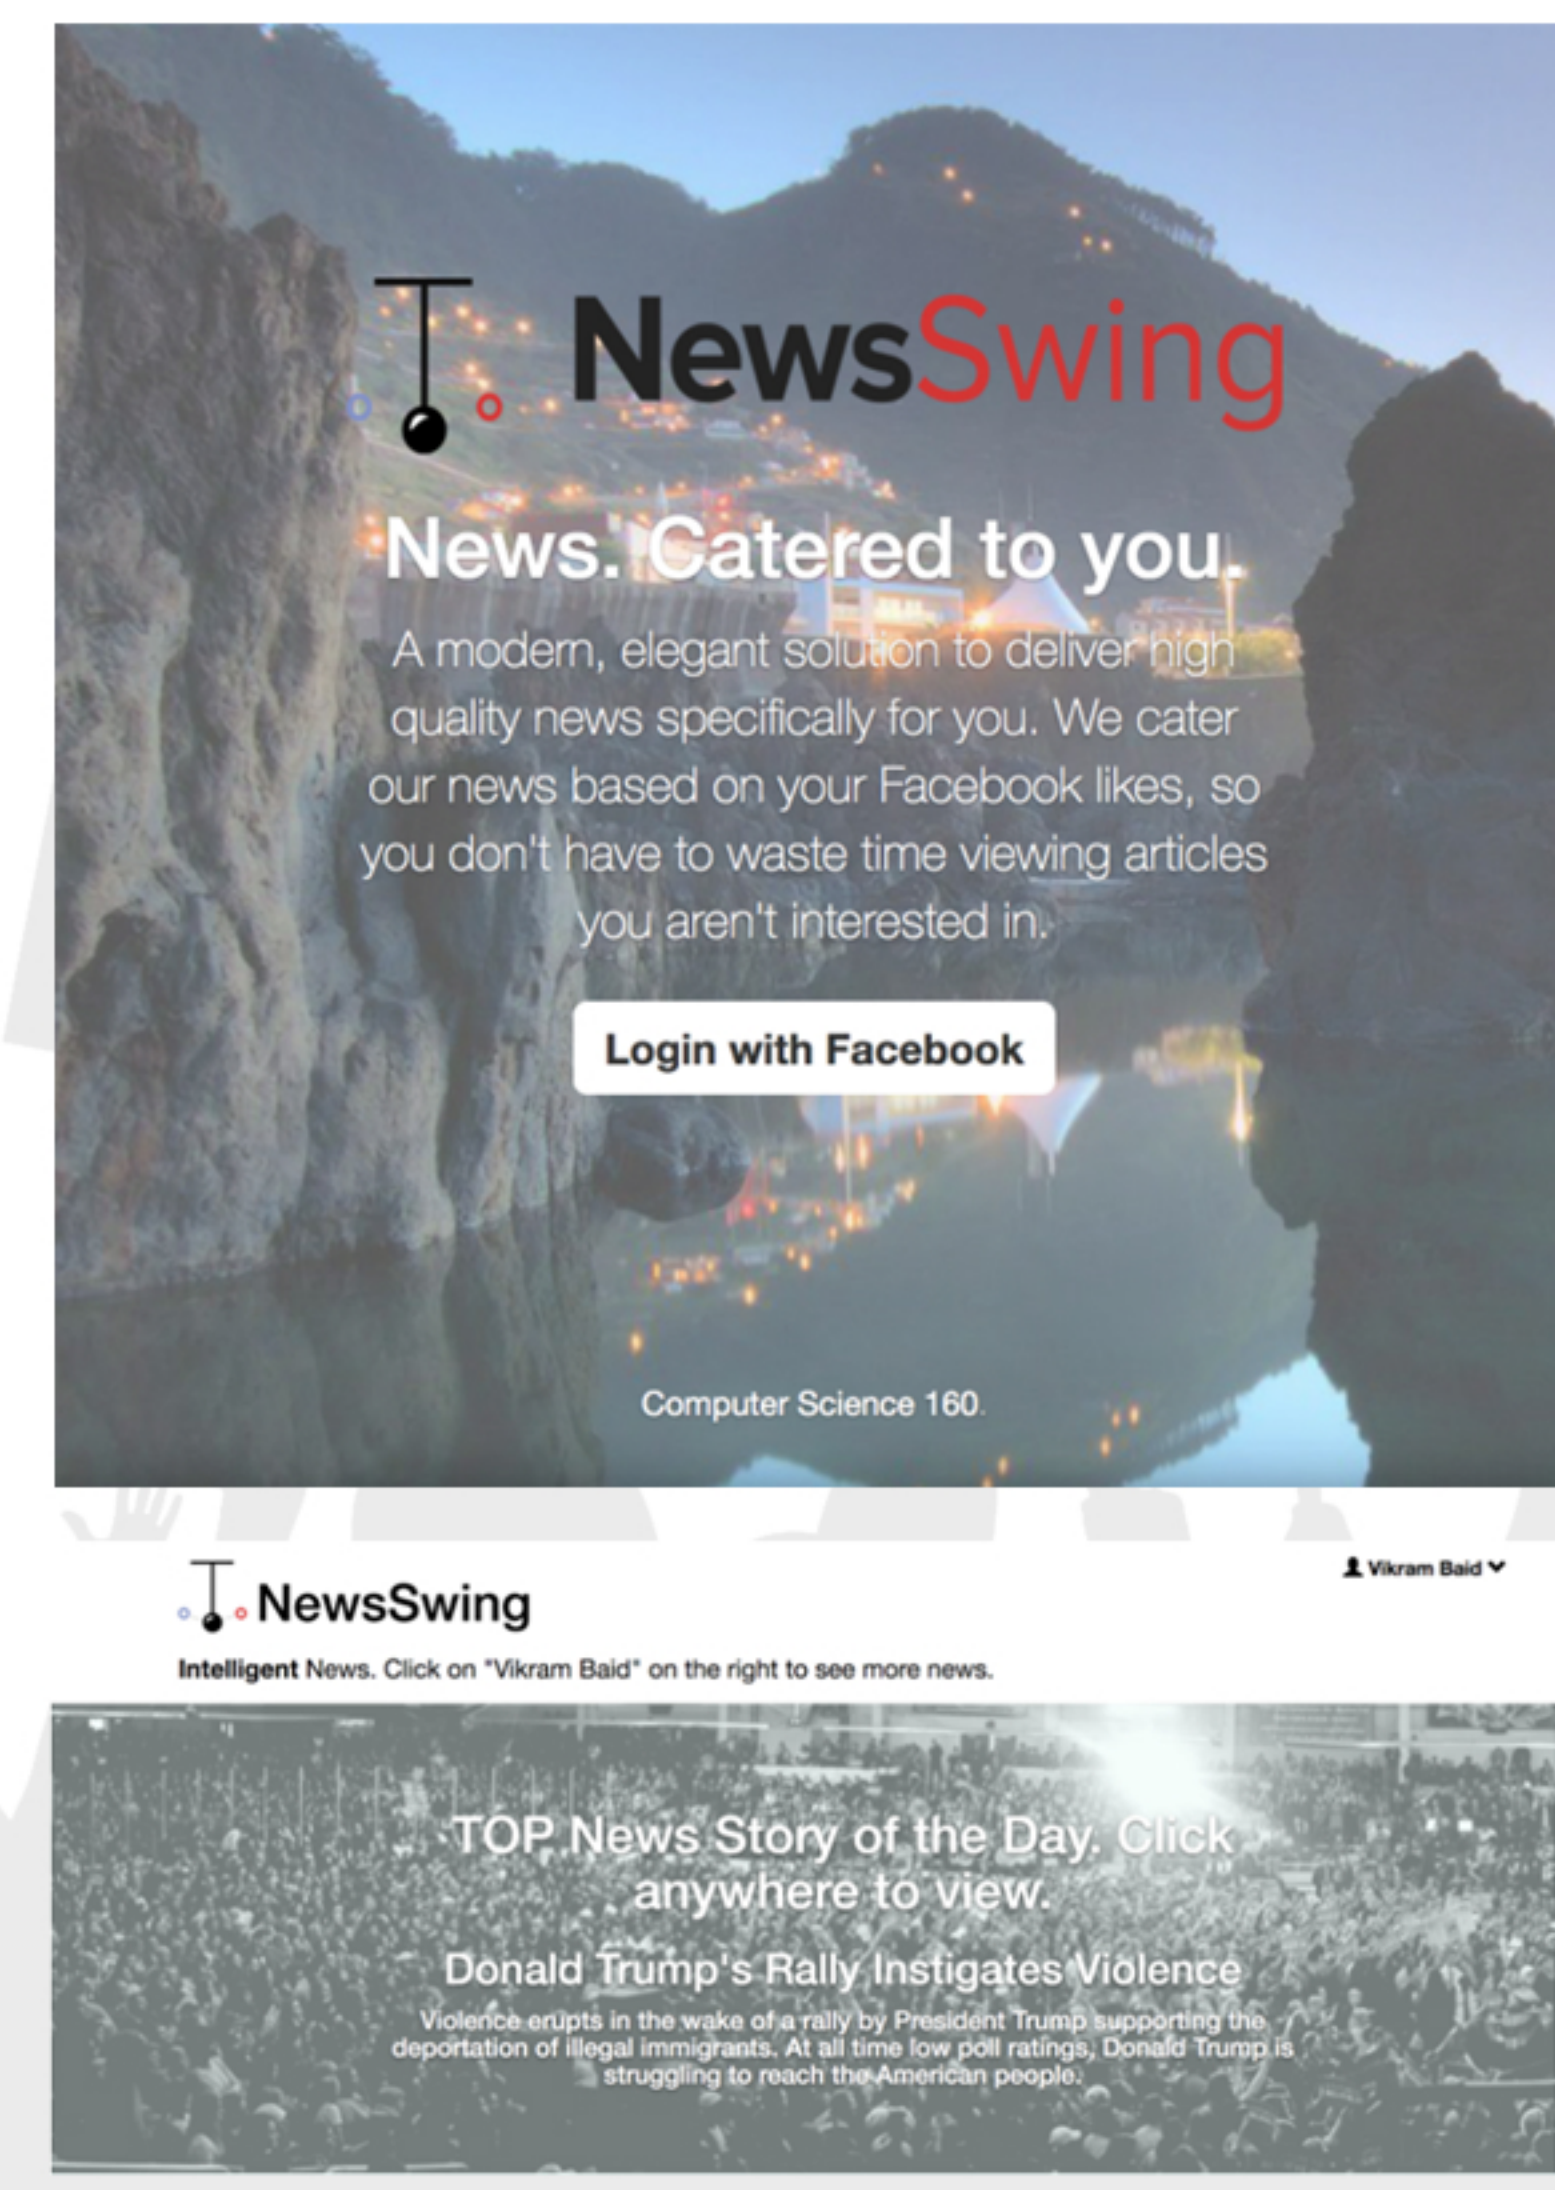 NewsSwing
News. Catered to you.
A modern, elegant solution to deliver high
quality news specifically for you. We cater
our news based on your Facebook likes, so
you don't have to waste time viewing articles
you aren't interested in.
Login with Facebook
Computer Science 160.
NewsSwing
Vikram Baid
Intelligent News. Click on "Vikram Baid" on the right to see more news.
TOP News Story of the Day. Click
anywhere to view.
Donald Trump's Rally Instigates Violence
Violence erupts in the wake of a rally by President Trump supporting the
deportation of illegal immigrants. At all time low poll ratings, Donald Trump is
struggling to reach the American people.